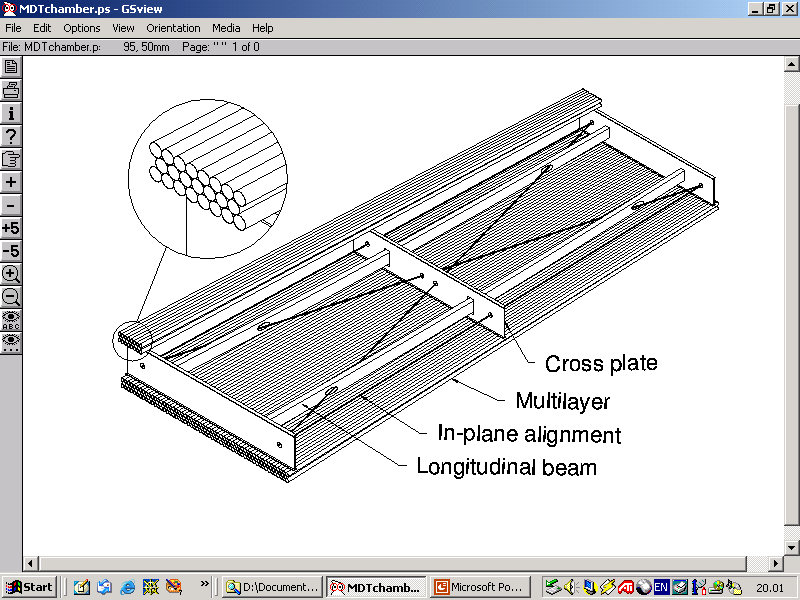 MDTchamber.ps - GSview
File Edit Options View Orientation Media Help
File: MDTchamber.p: 95, 50mm Page: " " 1 of 0
i
?
+
-
+5
-5
ABC
Cross plate
Multilayer
In-plane alignment
Longitudinal beam
Start » D:\Document... MDTchamb... Microsoft Po... EN 20.01